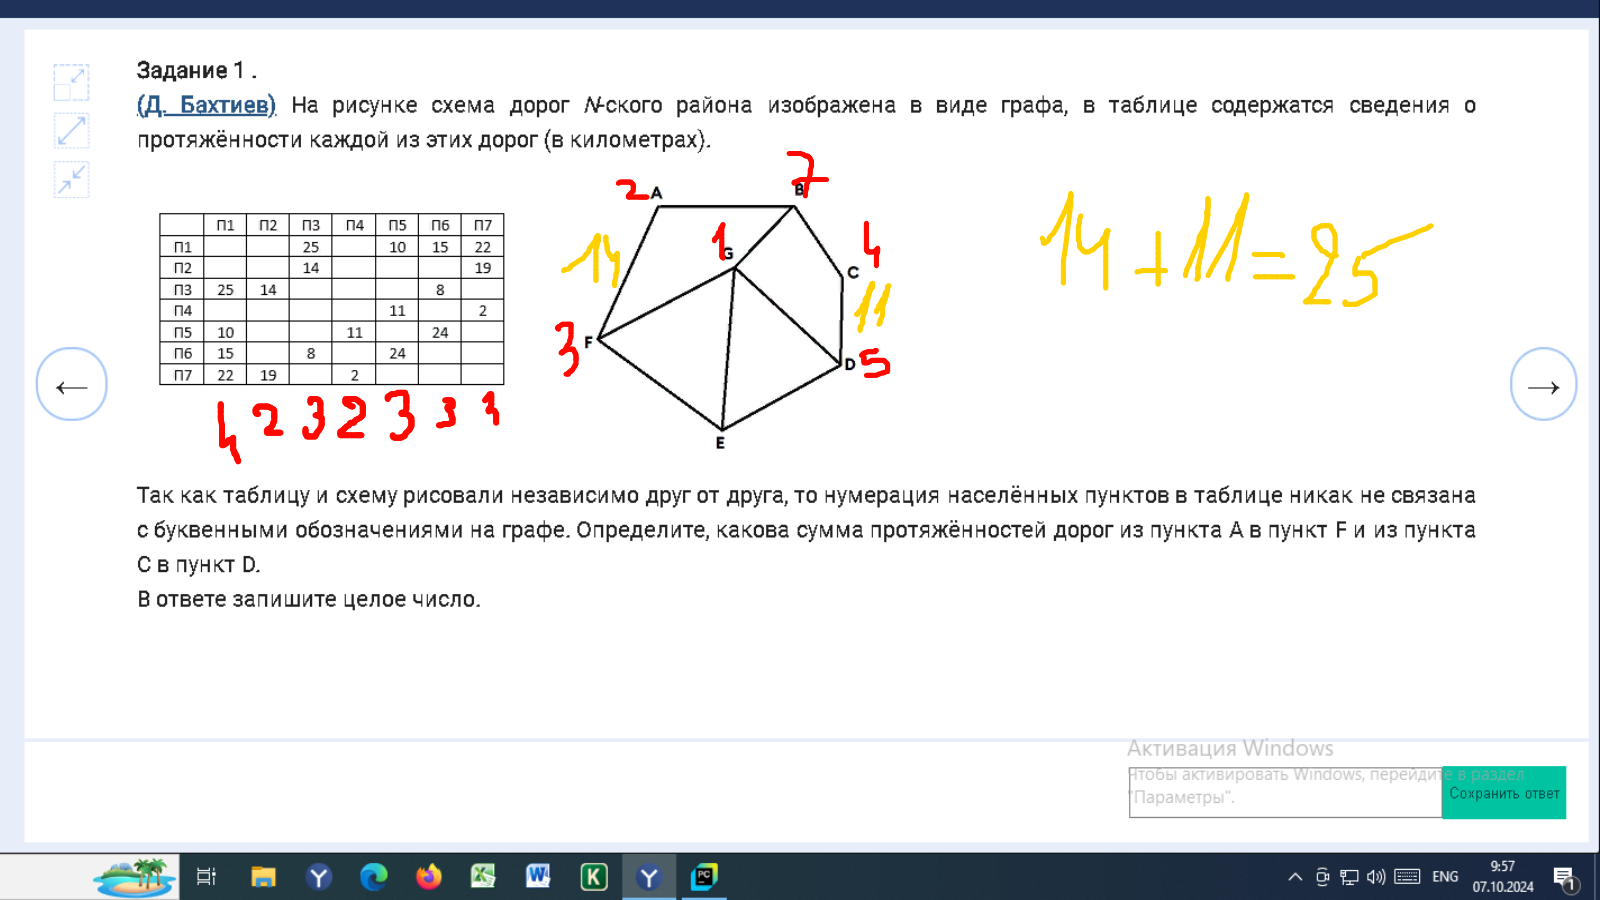 Задание 1 .
(Д. Бахтиев) На рисунке схема дорог N-ского района изображена в виде графа, в таблице содержатся сведения о
протяжённости каждой из этих дорог (в километрах).
П1 П2 П3 П4 П5 П6 П7
П1 25 10 15 22
П2 14 19
П3 25 14 8
П4 11 2
П5 10 11 24
П6 15 8 24
П7 22 19 2
4 2 3 2 3 3 3
2 A
7
B
1
G
4
C
14
11
3 F
D 5
E
14+11=25
←
→
Так как таблицу и схему рисовали независимо друг от друга, то нумерация населённых пунктов в таблице никак не связана
с буквенными обозначениями на графе. Определите, какова сумма протяжённостей дорог из пункта A в пункт F и из пункта
C в пункт D.
В ответе запишите целое число.
Активация Windows
Чтобы активировать Windows, перейдите в раздел
"Параметры".
Сохранить ответ
ENG
9:57
07.10.2024
1